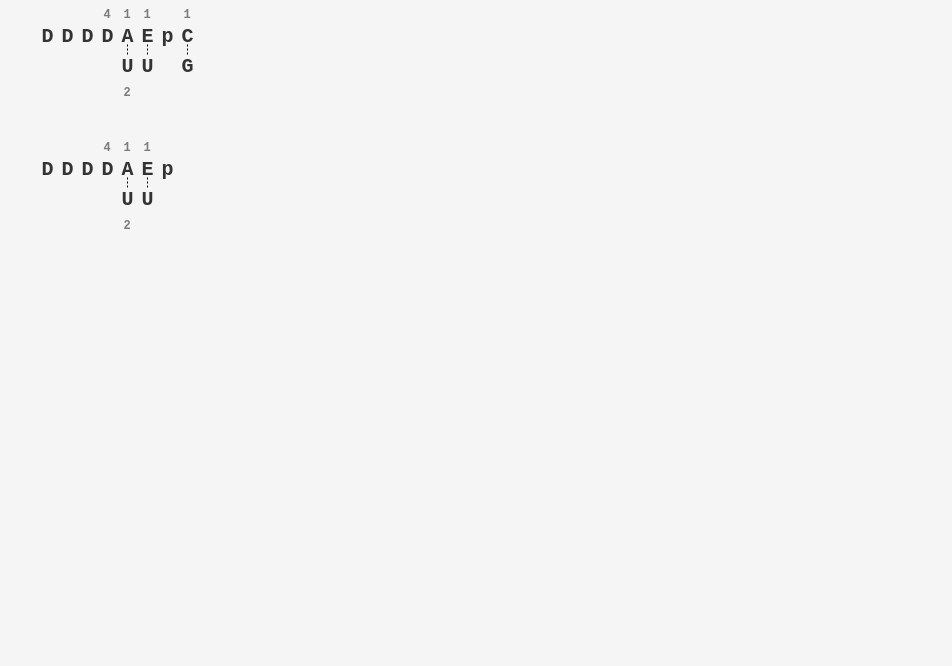 4 1 1 1
D D D D A E p C
U U G
2
4 1 1
D D D D A E p
U U
2